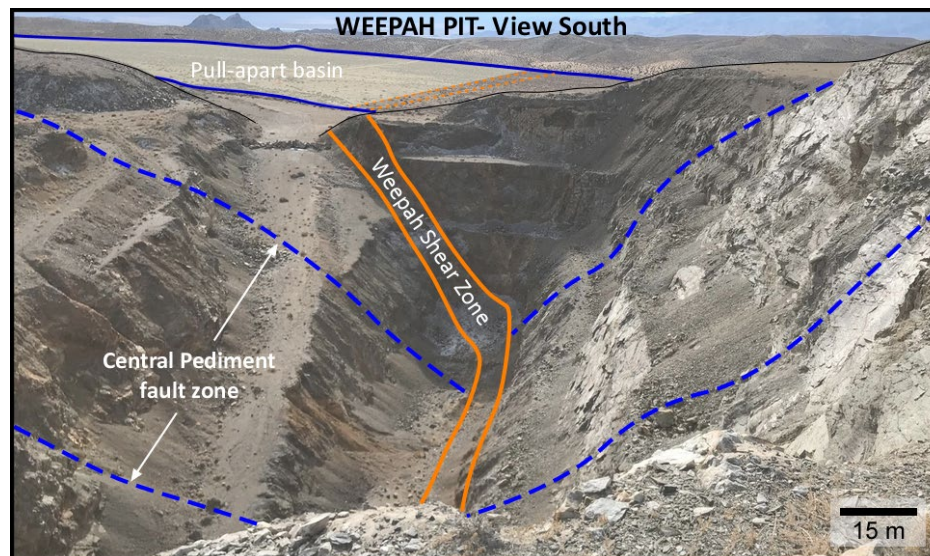 WEEPAH PIT- View South
Pull-apart basin
Weepah Shear Zone
Central Pediment
fault zone
15 m